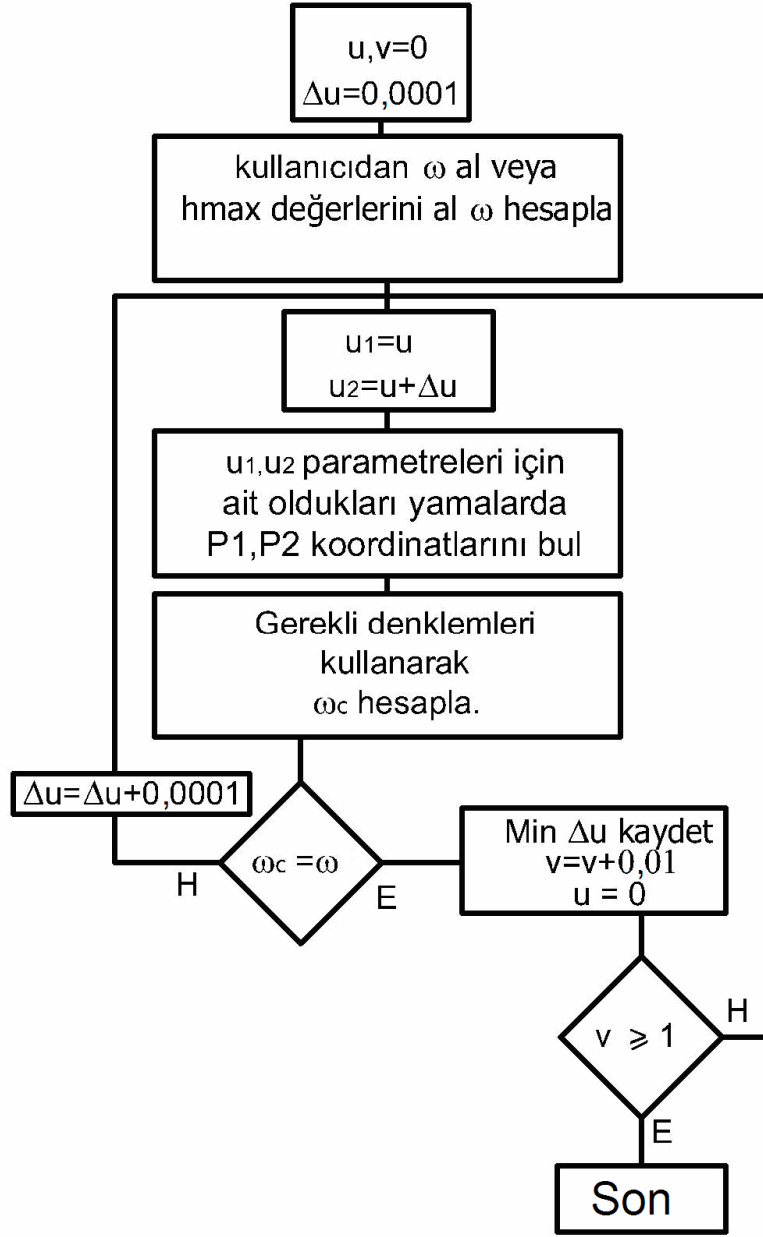 u,v=0
Δu=0,0001
kullanıcıdan ω al veya
hmax değerlerini al ω hesapla
u1=u
u2=u+Δu
u1,u2 parametreleri için
ait oldukları yamalarda
P1,P2 koordinatlarını bul
Gerekli denklemleri
kullanarak
ωc hesapla.
Δu=Δu+0,0001
ωc =ω
H
E
Min Δu kaydet
v=v+0,01
u = 0
v ⩾ 1
H
E
Son